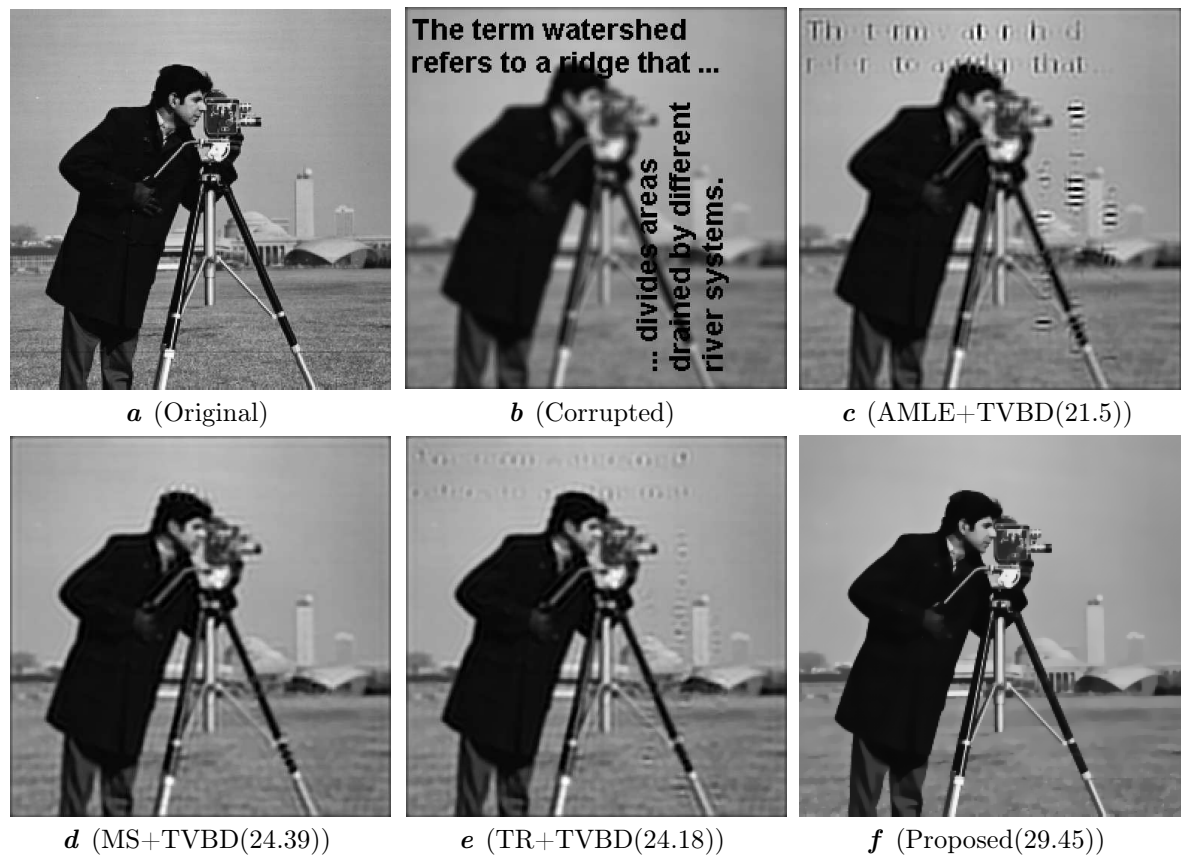 The term watershed
refers to a ridge that ...
... divides areas
drained by different
river systems.
a (Original)
b (Corrupted)
c (AMLE+TVBD(21.5))
d (MS+TVBD(24.39))
e (TR+TVBD(24.18))
f (Proposed(29.45))